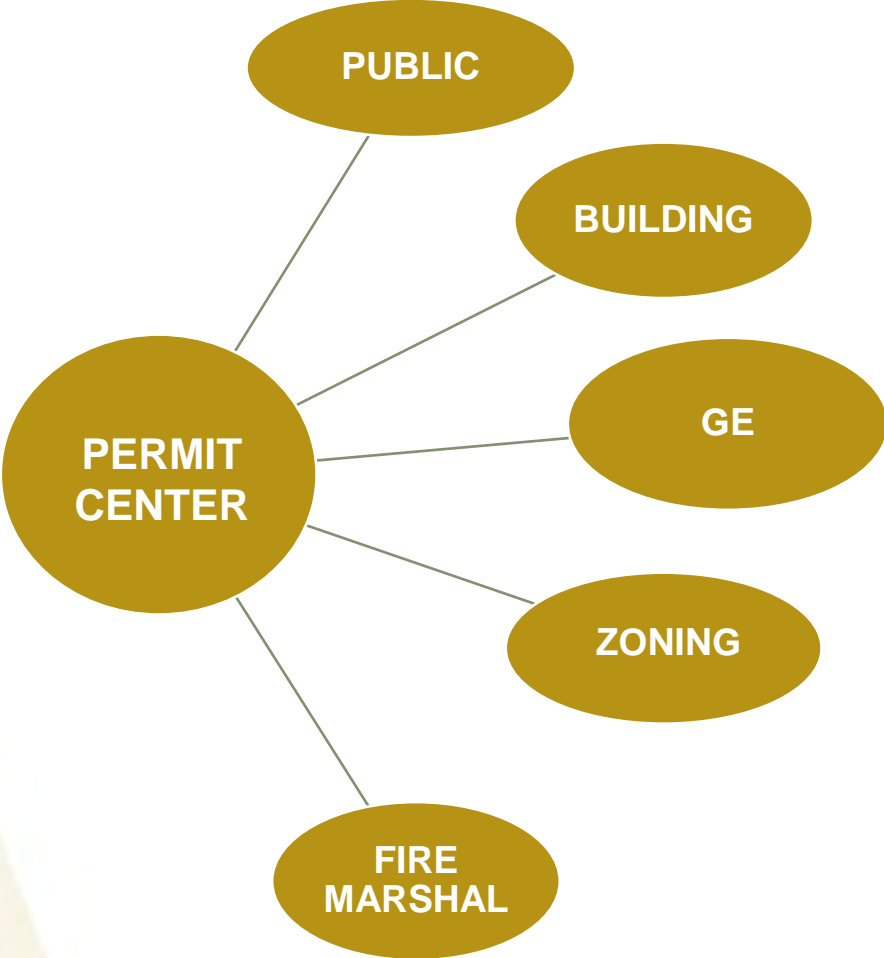 PUBLIC
BUILDING
GE
PERMIT
CENTER
ZONING
FIRE
MARSHAL